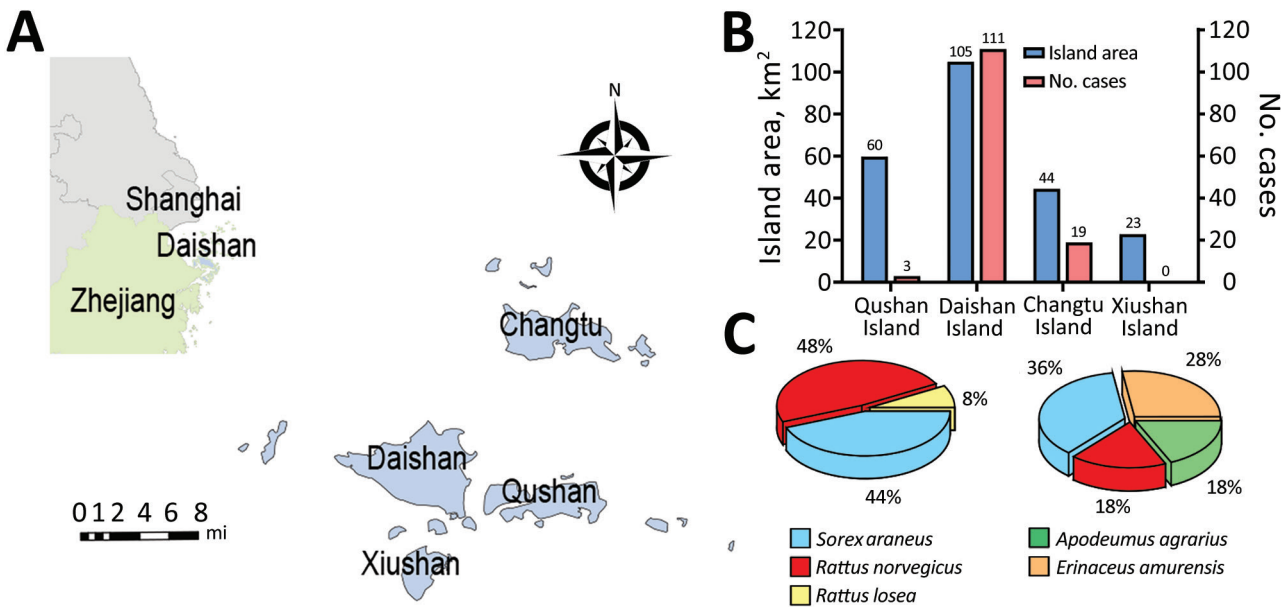 A
Shanghai
Daishan
Zhejiang
N
Changtu
Daishan
Qushan
Xiushan
0 1 2 4 6 8
mi
B
Island area, km²
120
100
80
60
40
20
0
60
3
105
111
44
19
23
0
Island area
No. cases
120
100
80
60
40
20
0
No. cases
Qushan
Island
Daishan
Island
Changtu
Island
Xiushan
Island
C
48%
8%
44%
36%
28%
18%
18%
Sorex araneus
Rattus norvegicus
Rattus losea
Apodeumus agrarius
Erinaceus amurensis